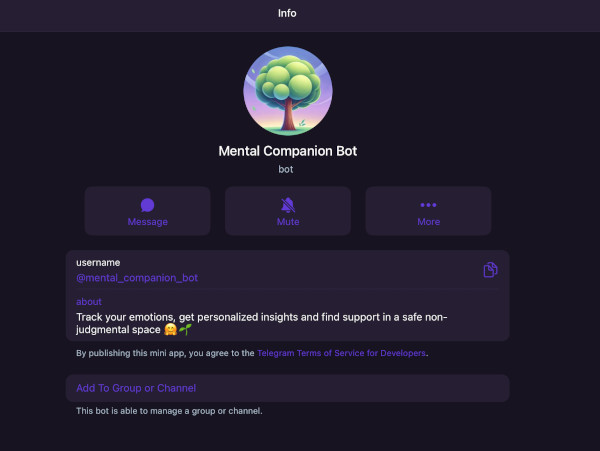 Info
Mental Companion Bot
bot
Message
Mute
More
username
@mental_companion_bot
about
Track your emotions, get personalized insights and find support in a safe non-
judgmental space 🤗🌱
By publishing this mini app, you agree to the Telegram Terms of Service for Developers.
Add To Group or Channel
This bot is able to manage a group or channel.